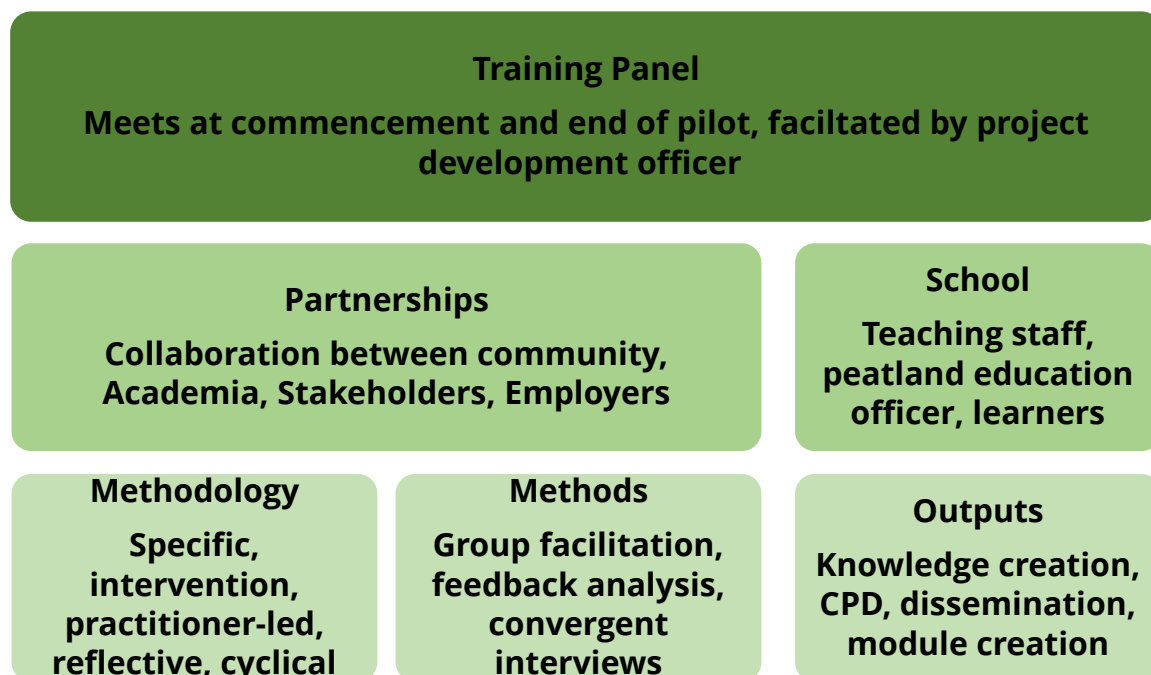 Training Panel
Meets at commencement and end of pilot, faciltated by project
development officer
Partnerships
Collaboration between community,
Academia, Stakeholders, Employers
School
Teaching staff,
peatland education
officer, learners
Methodology
Specific,
intervention,
practitioner-led,
reflective, cyclical
Methods
Group facilitation,
feedback analysis,
convergent
interviews
Outputs
Knowledge creation,
CPD, dissemination,
module creation